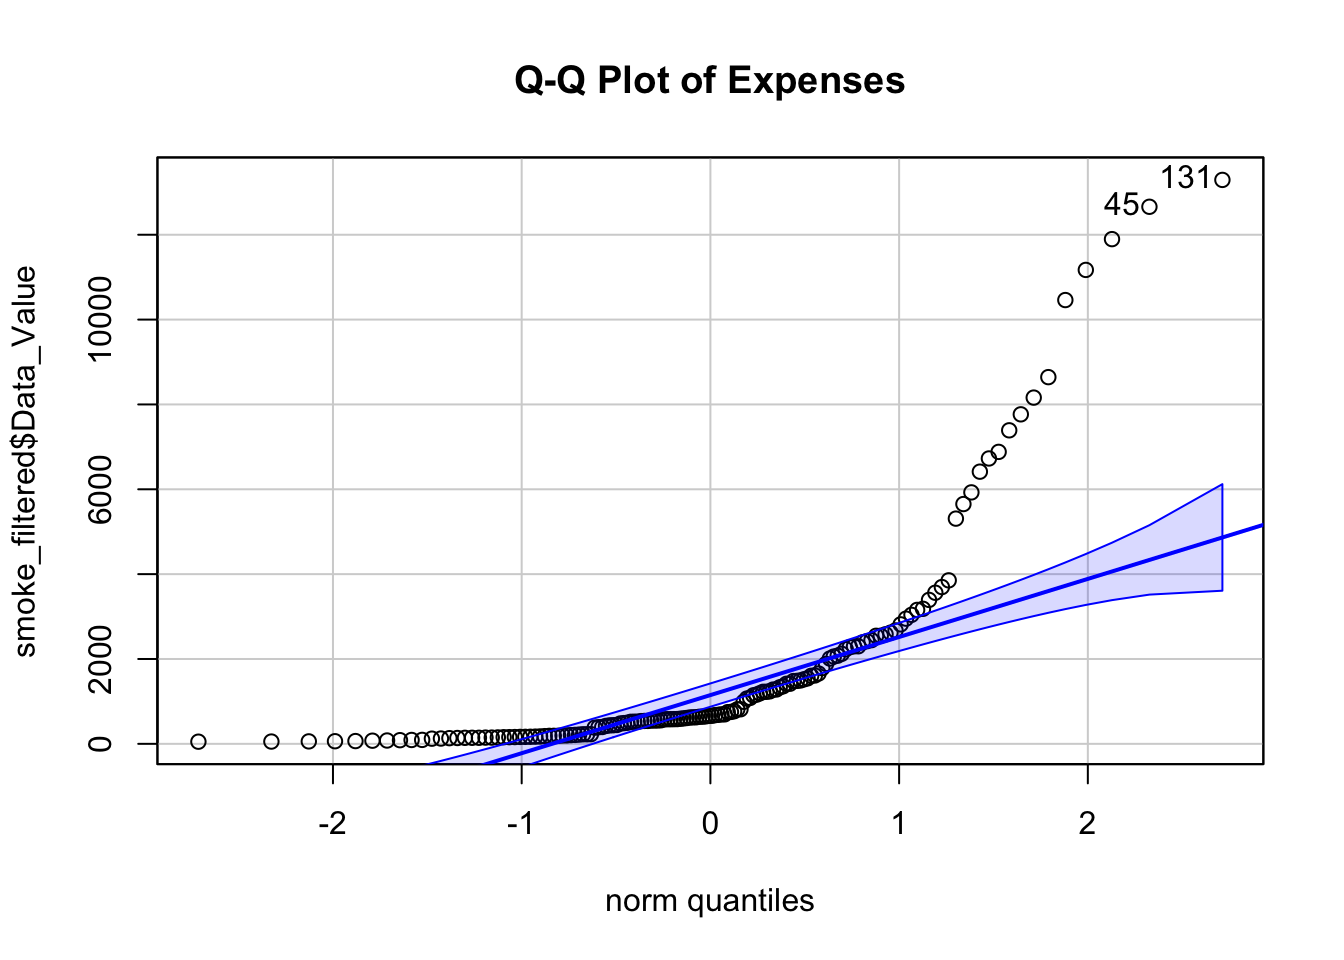 Q-Q Plot of Expenses
131
45
10000
6000
2000
0
smoke_filtered$Data_Value
-2 -1 0 1 2
norm quantiles